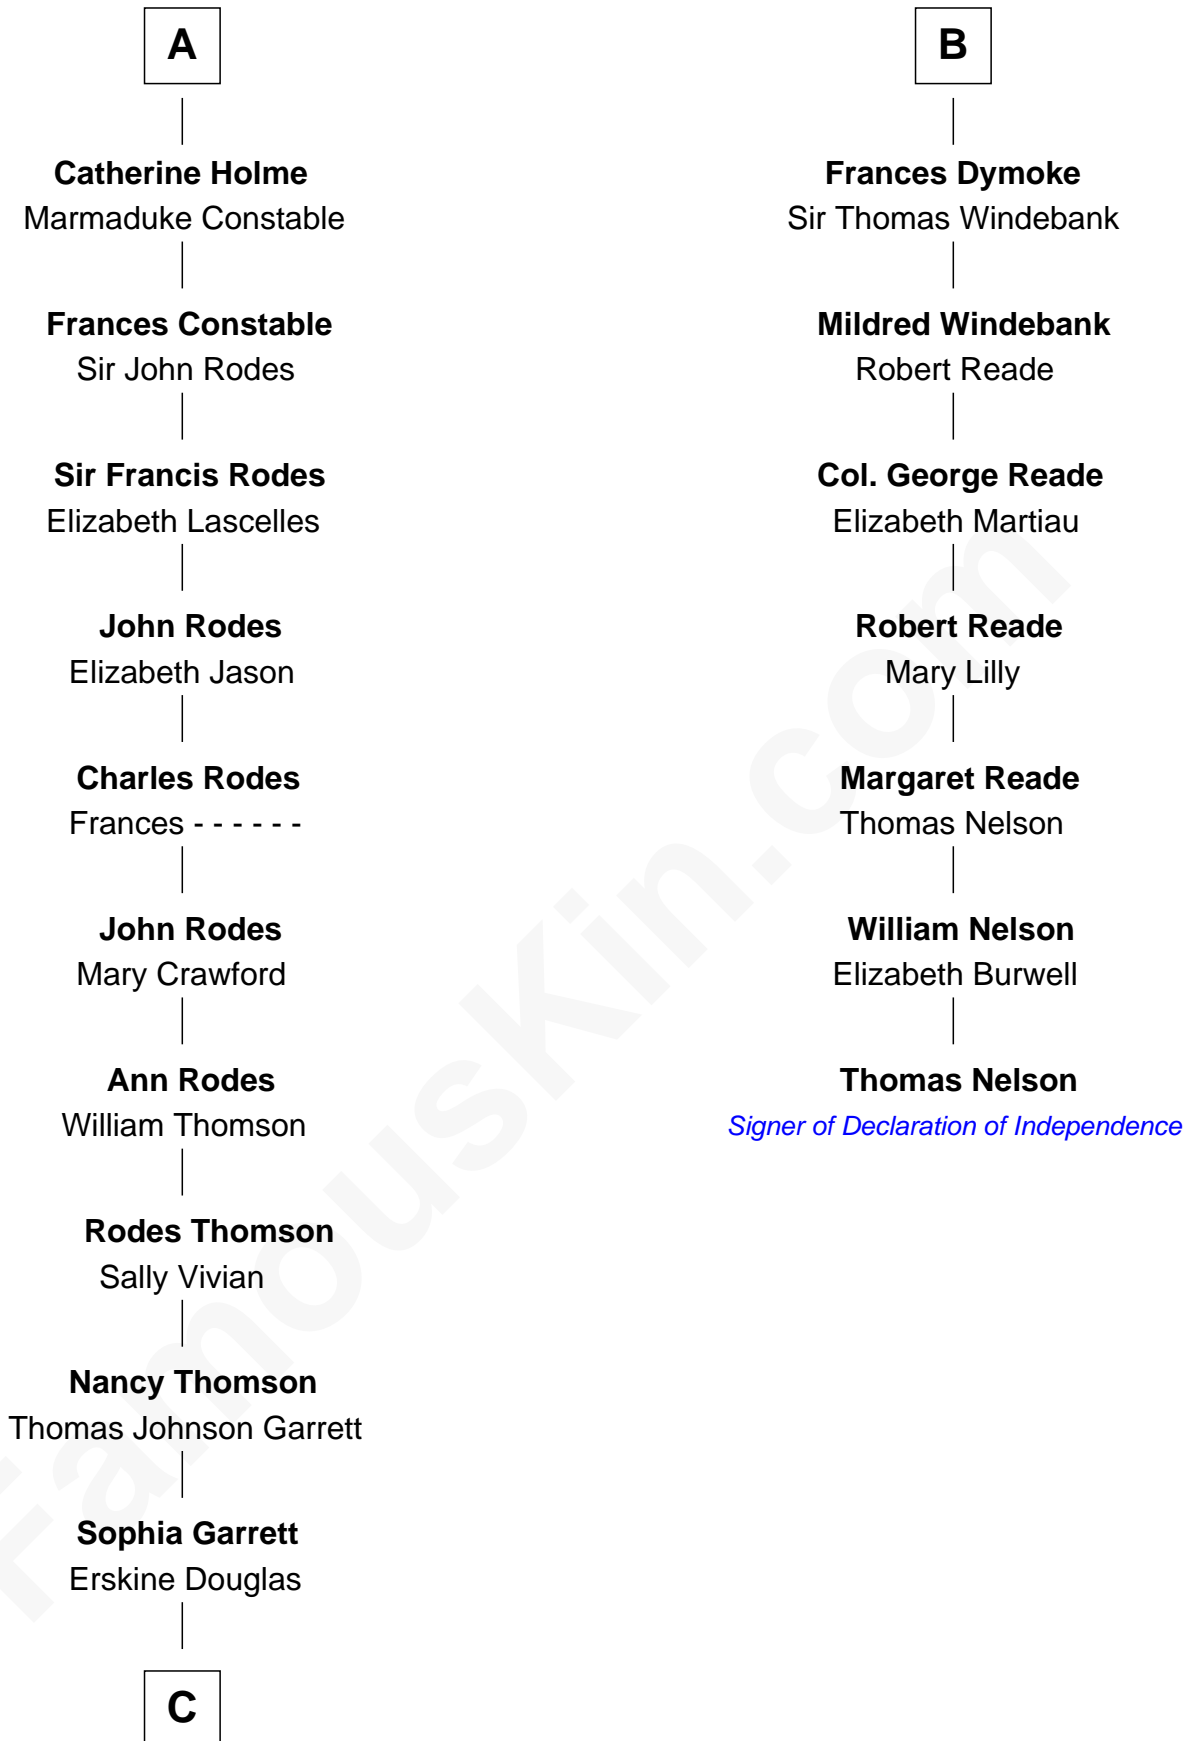 A
Catherine Holme
Marmaduke Constable
Frances Constable
Sir John Rodes
Sir Francis Rodes
Elizabeth Lascelles
John Rodes
Elizabeth Jason
Charles Rodes
Frances - - - - - -
John Rodes
Mary Crawford
Ann Rodes
William Thomson
Rodes Thomson
Sally Vivian
Nancy Thomson
Thomas Johnson Garrett
Sophia Garrett
Erskine Douglas
C
B
Frances Dymoke
Sir Thomas Windebank
Mildred Windebank
Robert Reade
Col. George Reade
Elizabeth Martiau
Robert Reade
Mary Lilly
Margaret Reade
Thomas Nelson
William Nelson
Elizabeth Burwell
Thomas Nelson
Signer of Declaration of Independence
FamousKin.com